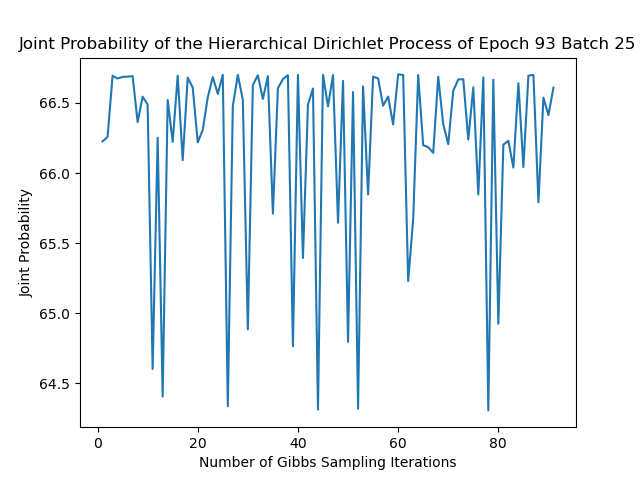 Joint Probability of the Hierarchical Dirichlet Process of Epoch 93 Batch 25
66.5
66.0
65.5
65.0
64.5
Joint Probability
0 20 40 60 80
Number of Gibbs Sampling Iterations